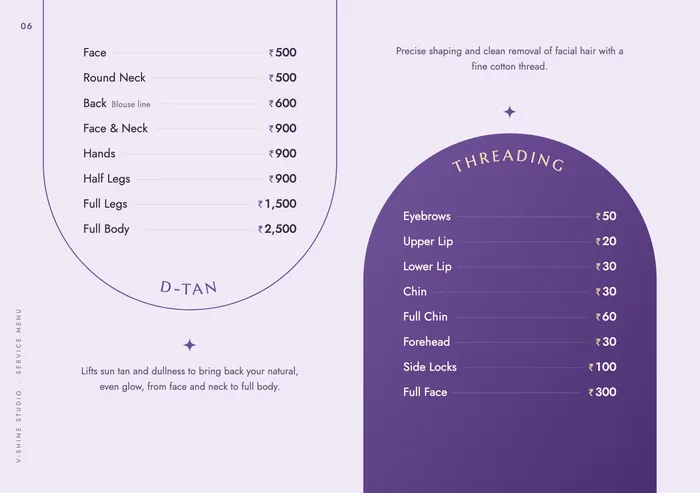 06
Face ₹500
Round Neck ₹500
Back Blouse line ₹600
Face & Neck ₹900
Hands ₹900
Half Legs ₹900
Full Legs ₹1,500
Full Body ₹2,500
D-TAN
Lifts sun tan and dullness to bring back your natural,
even glow, from face and neck to full body.
V-SHINE STUDIO · SERVICE MENU
Precise shaping and clean removal of facial hair with a
fine cotton thread.
THREADING
Eyebrows ₹50
Upper Lip ₹20
Lower Lip ₹30
Chin ₹30
Full Chin ₹60
Forehead ₹30
Side Locks ₹100
Full Face ₹300